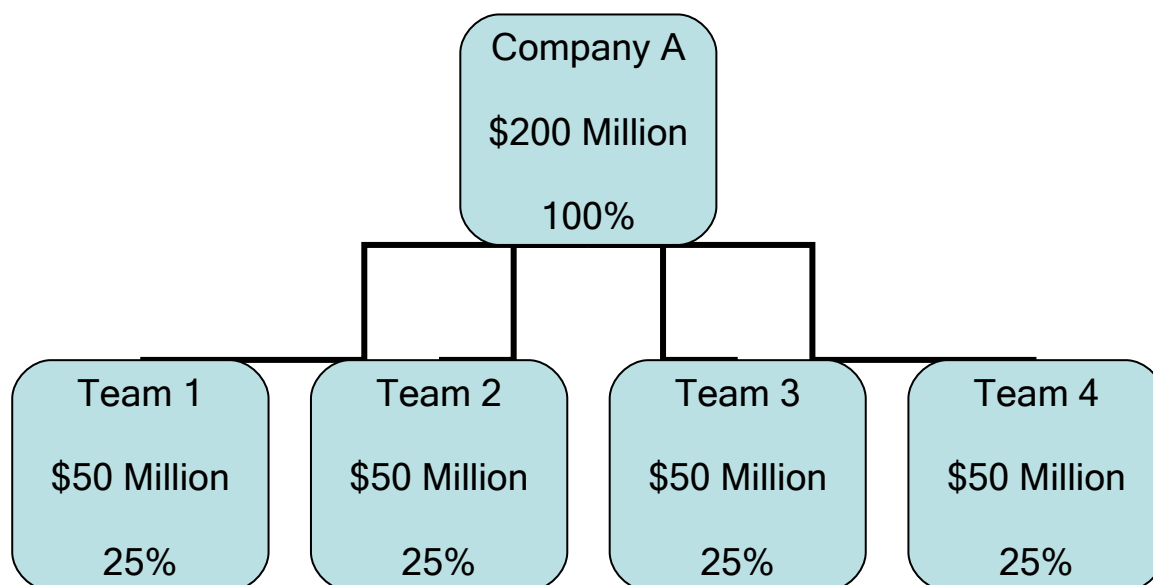 Company A
$200 Million
100%
Team 1
$50 Million
25%
Team 2
$50 Million
25%
Team 3
$50 Million
25%
Team 4
$50 Million
25%